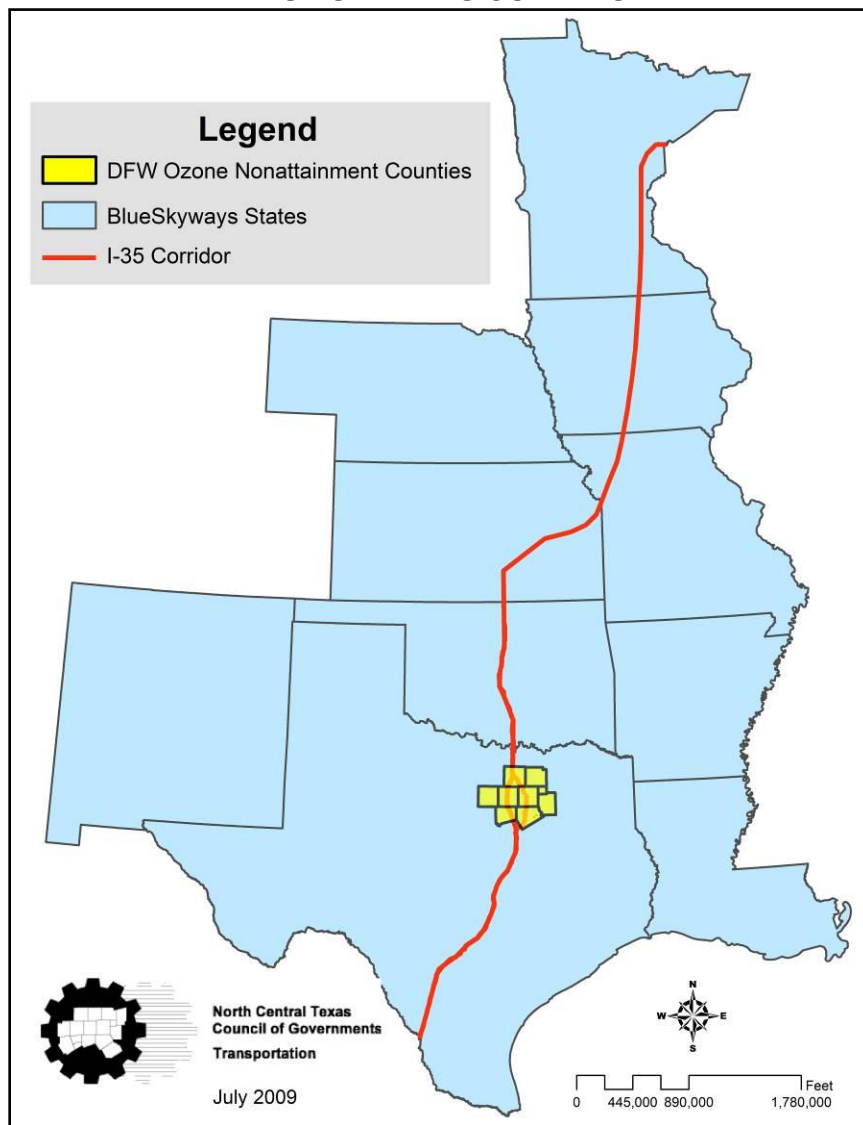 Legend
DFW Ozone Nonattainment Counties
BlueSkyways States
I-35 Corridor
North Central Texas
Council of Governments
Transportation
July 2009
N
W E
S
Feet
0 445,000 890,000 1,780,000